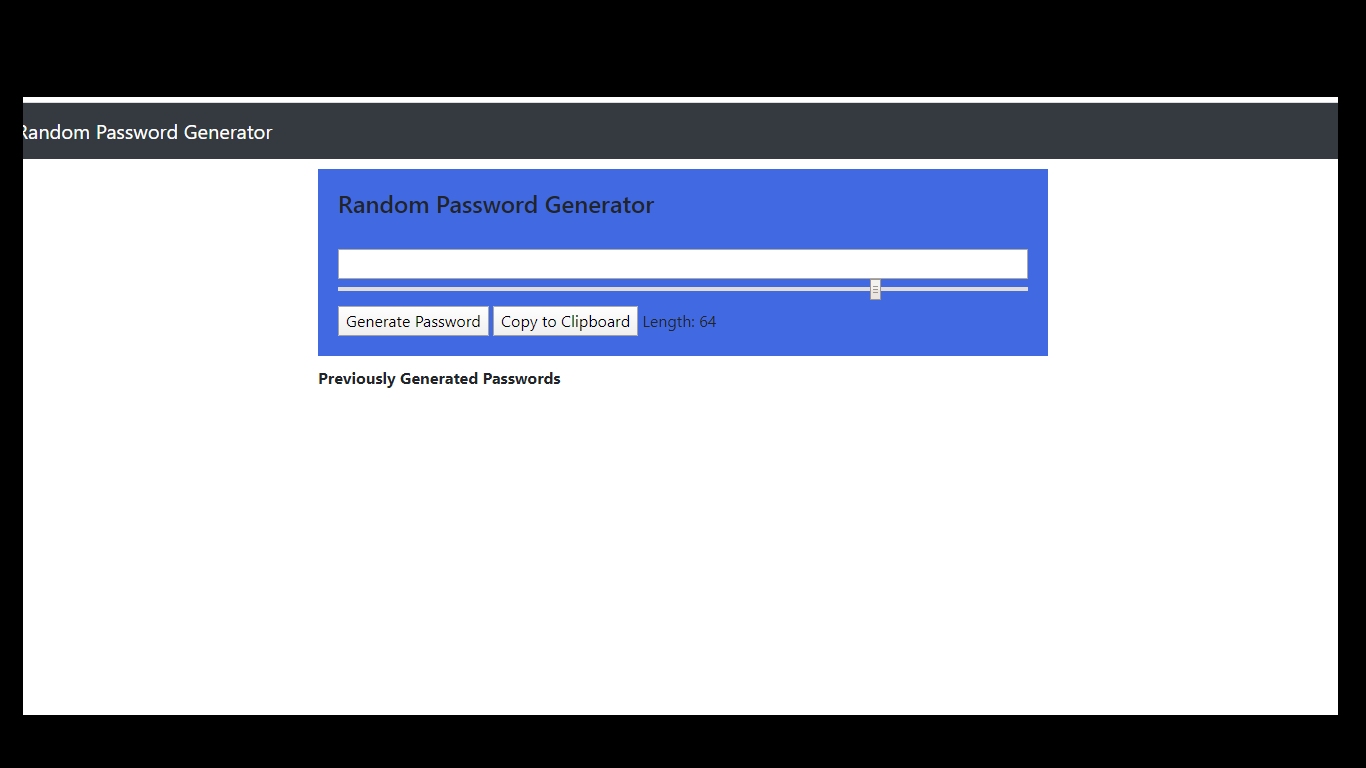 Random Password Generator
Random Password Generator
Generate Password Copy to Clipboard Length: 64
Previously Generated Passwords